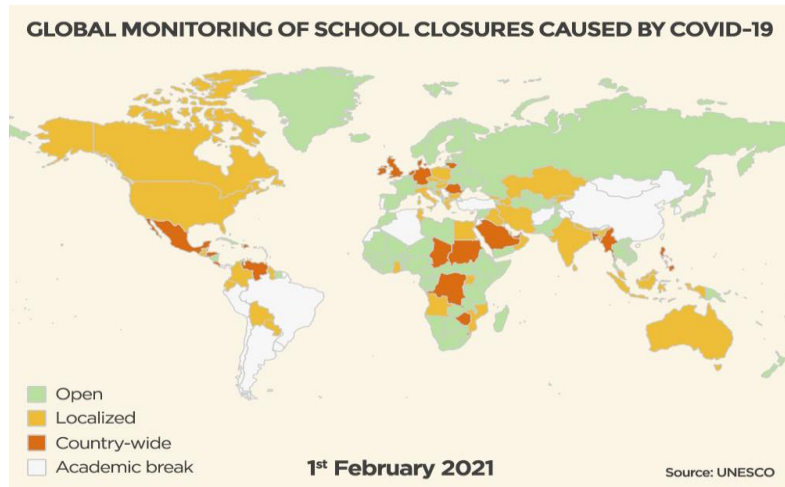 GLOBAL MONITORING OF SCHOOL CLOSURES CAUSED BY COVID-19
Open
Localized
Country-wide
Academic break
1st February 2021
Source: UNESCO